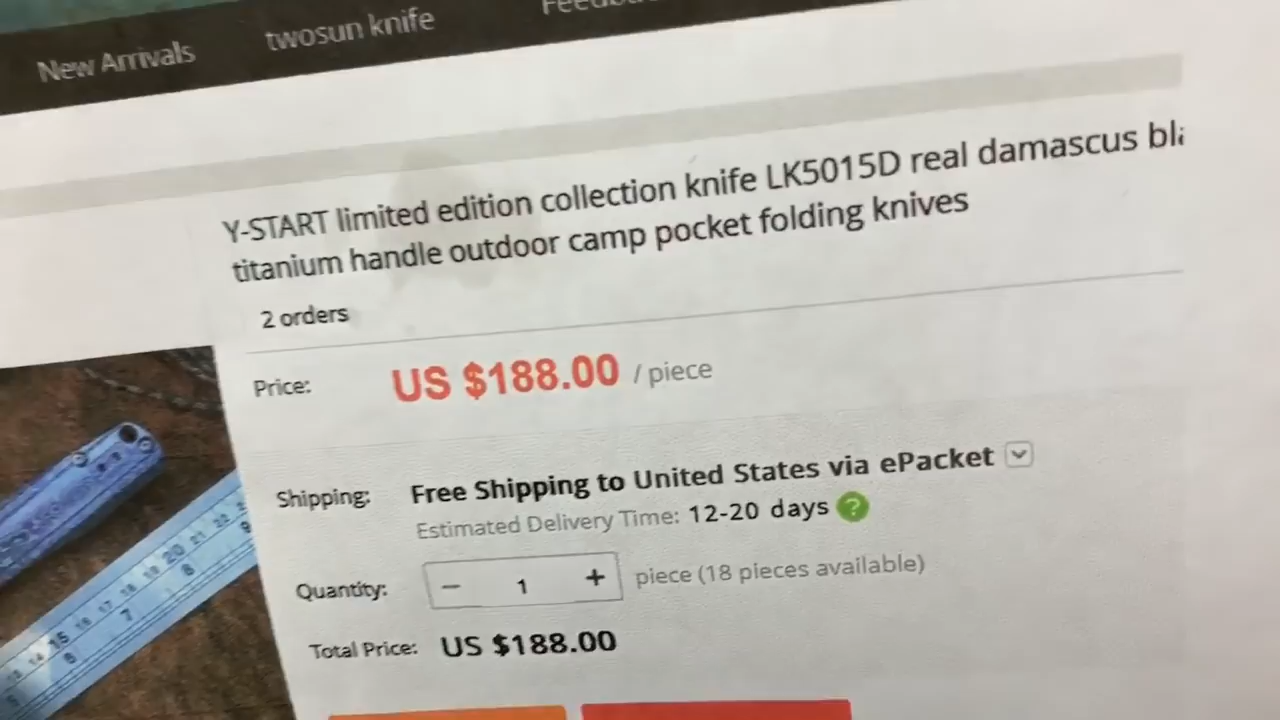 New Arrivals
twosun knife
Y-START limited edition collection knife LK5015D real damascus
titanium handle outdoor camp pocket folding knives
2 orders
Price: US $188.00 / piece
Shipping: Free Shipping to United States via ePacket
Estimated Delivery Time: 12-20 days ?
Quantity: − 1 + piece (18 pieces available)
Total Price: US $188.00